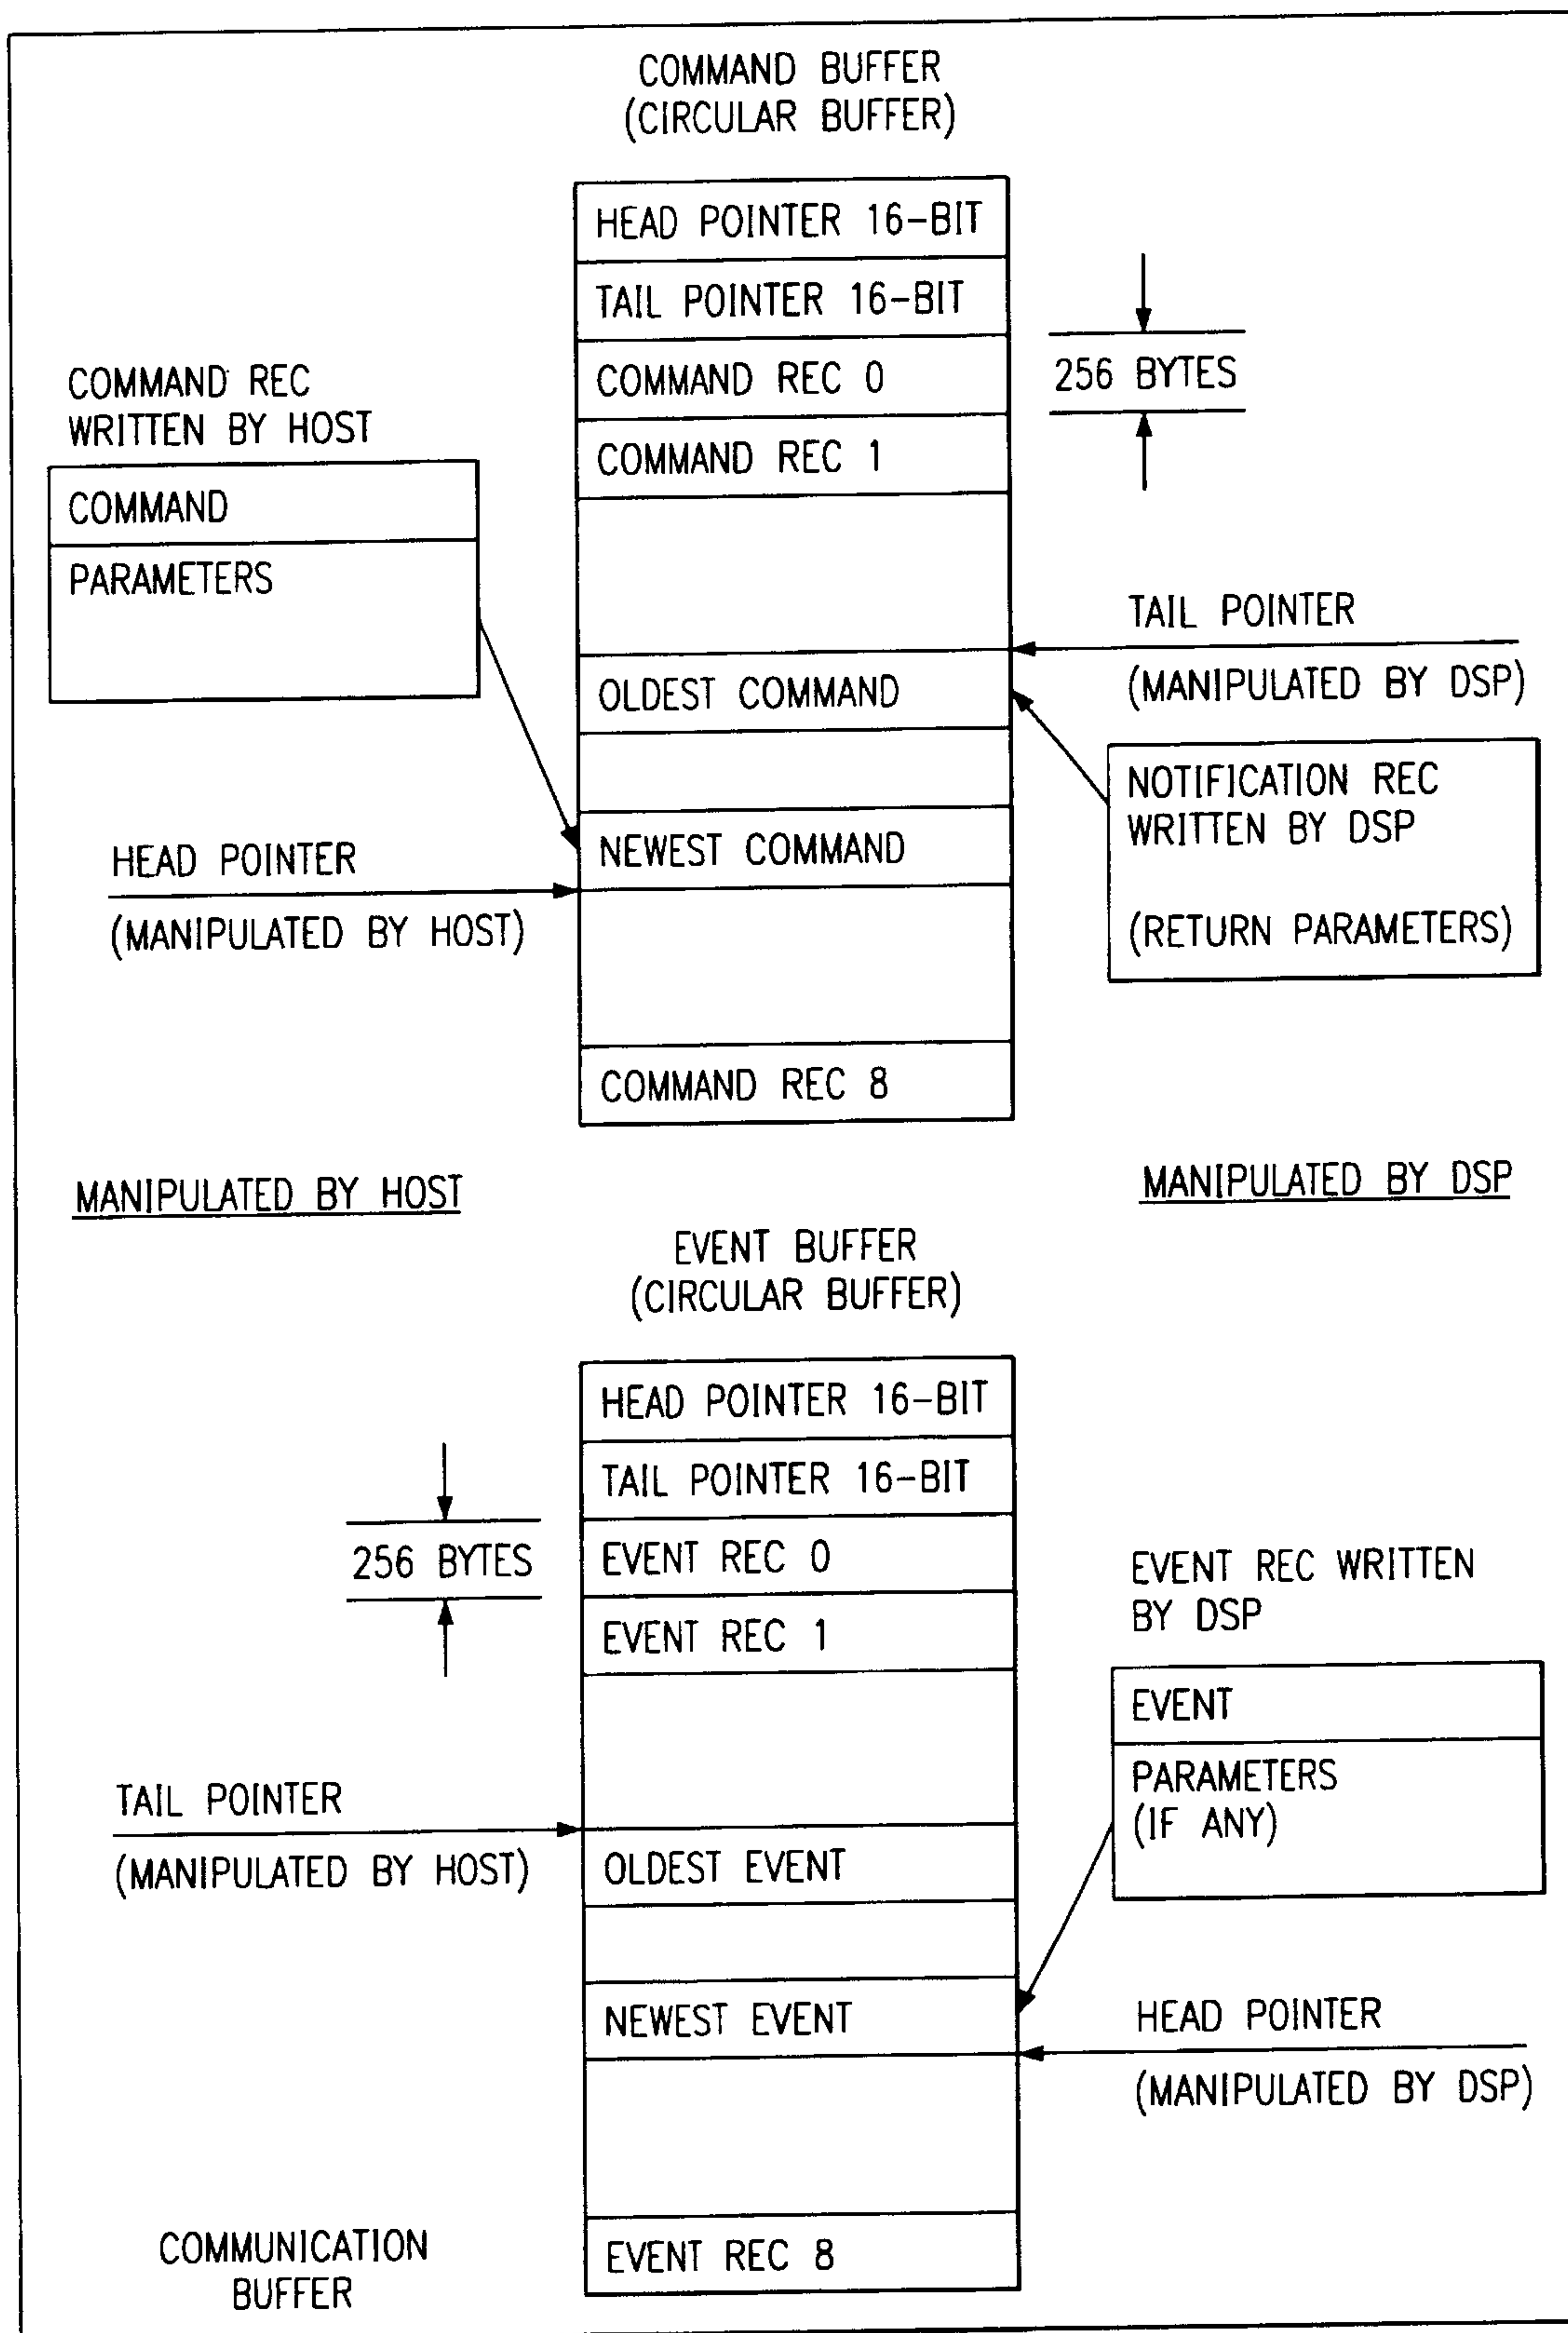 COMMAND BUFFER
(CIRCULAR BUFFER)
HEAD POINTER 16-BIT
TAIL POINTER 16-BIT
COMMAND REC 0
COMMAND REC 1
256 BYTES
COMMAND REC
WRITTEN BY HOST
COMMAND
PARAMETERS
TAIL POINTER
(MANIPULATED BY DSP)
OLDEST COMMAND
NOTIFICATION REC
WRITTEN BY DSP
(RETURN PARAMETERS)
NEWEST COMMAND
HEAD POINTER
(MANIPULATED BY HOST)
COMMAND REC 8
MANIPULATED BY HOST
MANIPULATED BY DSP
EVENT BUFFER
(CIRCULAR BUFFER)
HEAD POINTER 16-BIT
TAIL POINTER 16-BIT
256 BYTES
EVENT REC 0
EVENT REC 1
EVENT REC WRITTEN
BY DSP
EVENT
PARAMETERS
(IF ANY)
TAIL POINTER
(MANIPULATED BY HOST)
OLDEST EVENT
NEWEST EVENT
HEAD POINTER
(MANIPULATED BY DSP)
EVENT REC 8
COMMUNICATION
BUFFER